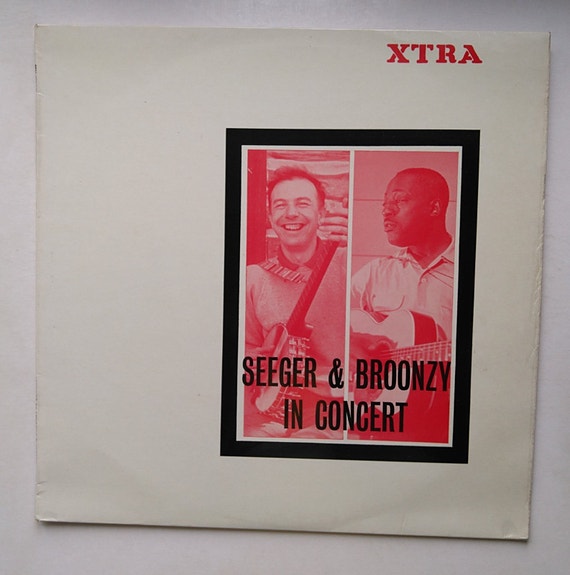 XTRA
SEEGER & BROONZY
IN CONCERT